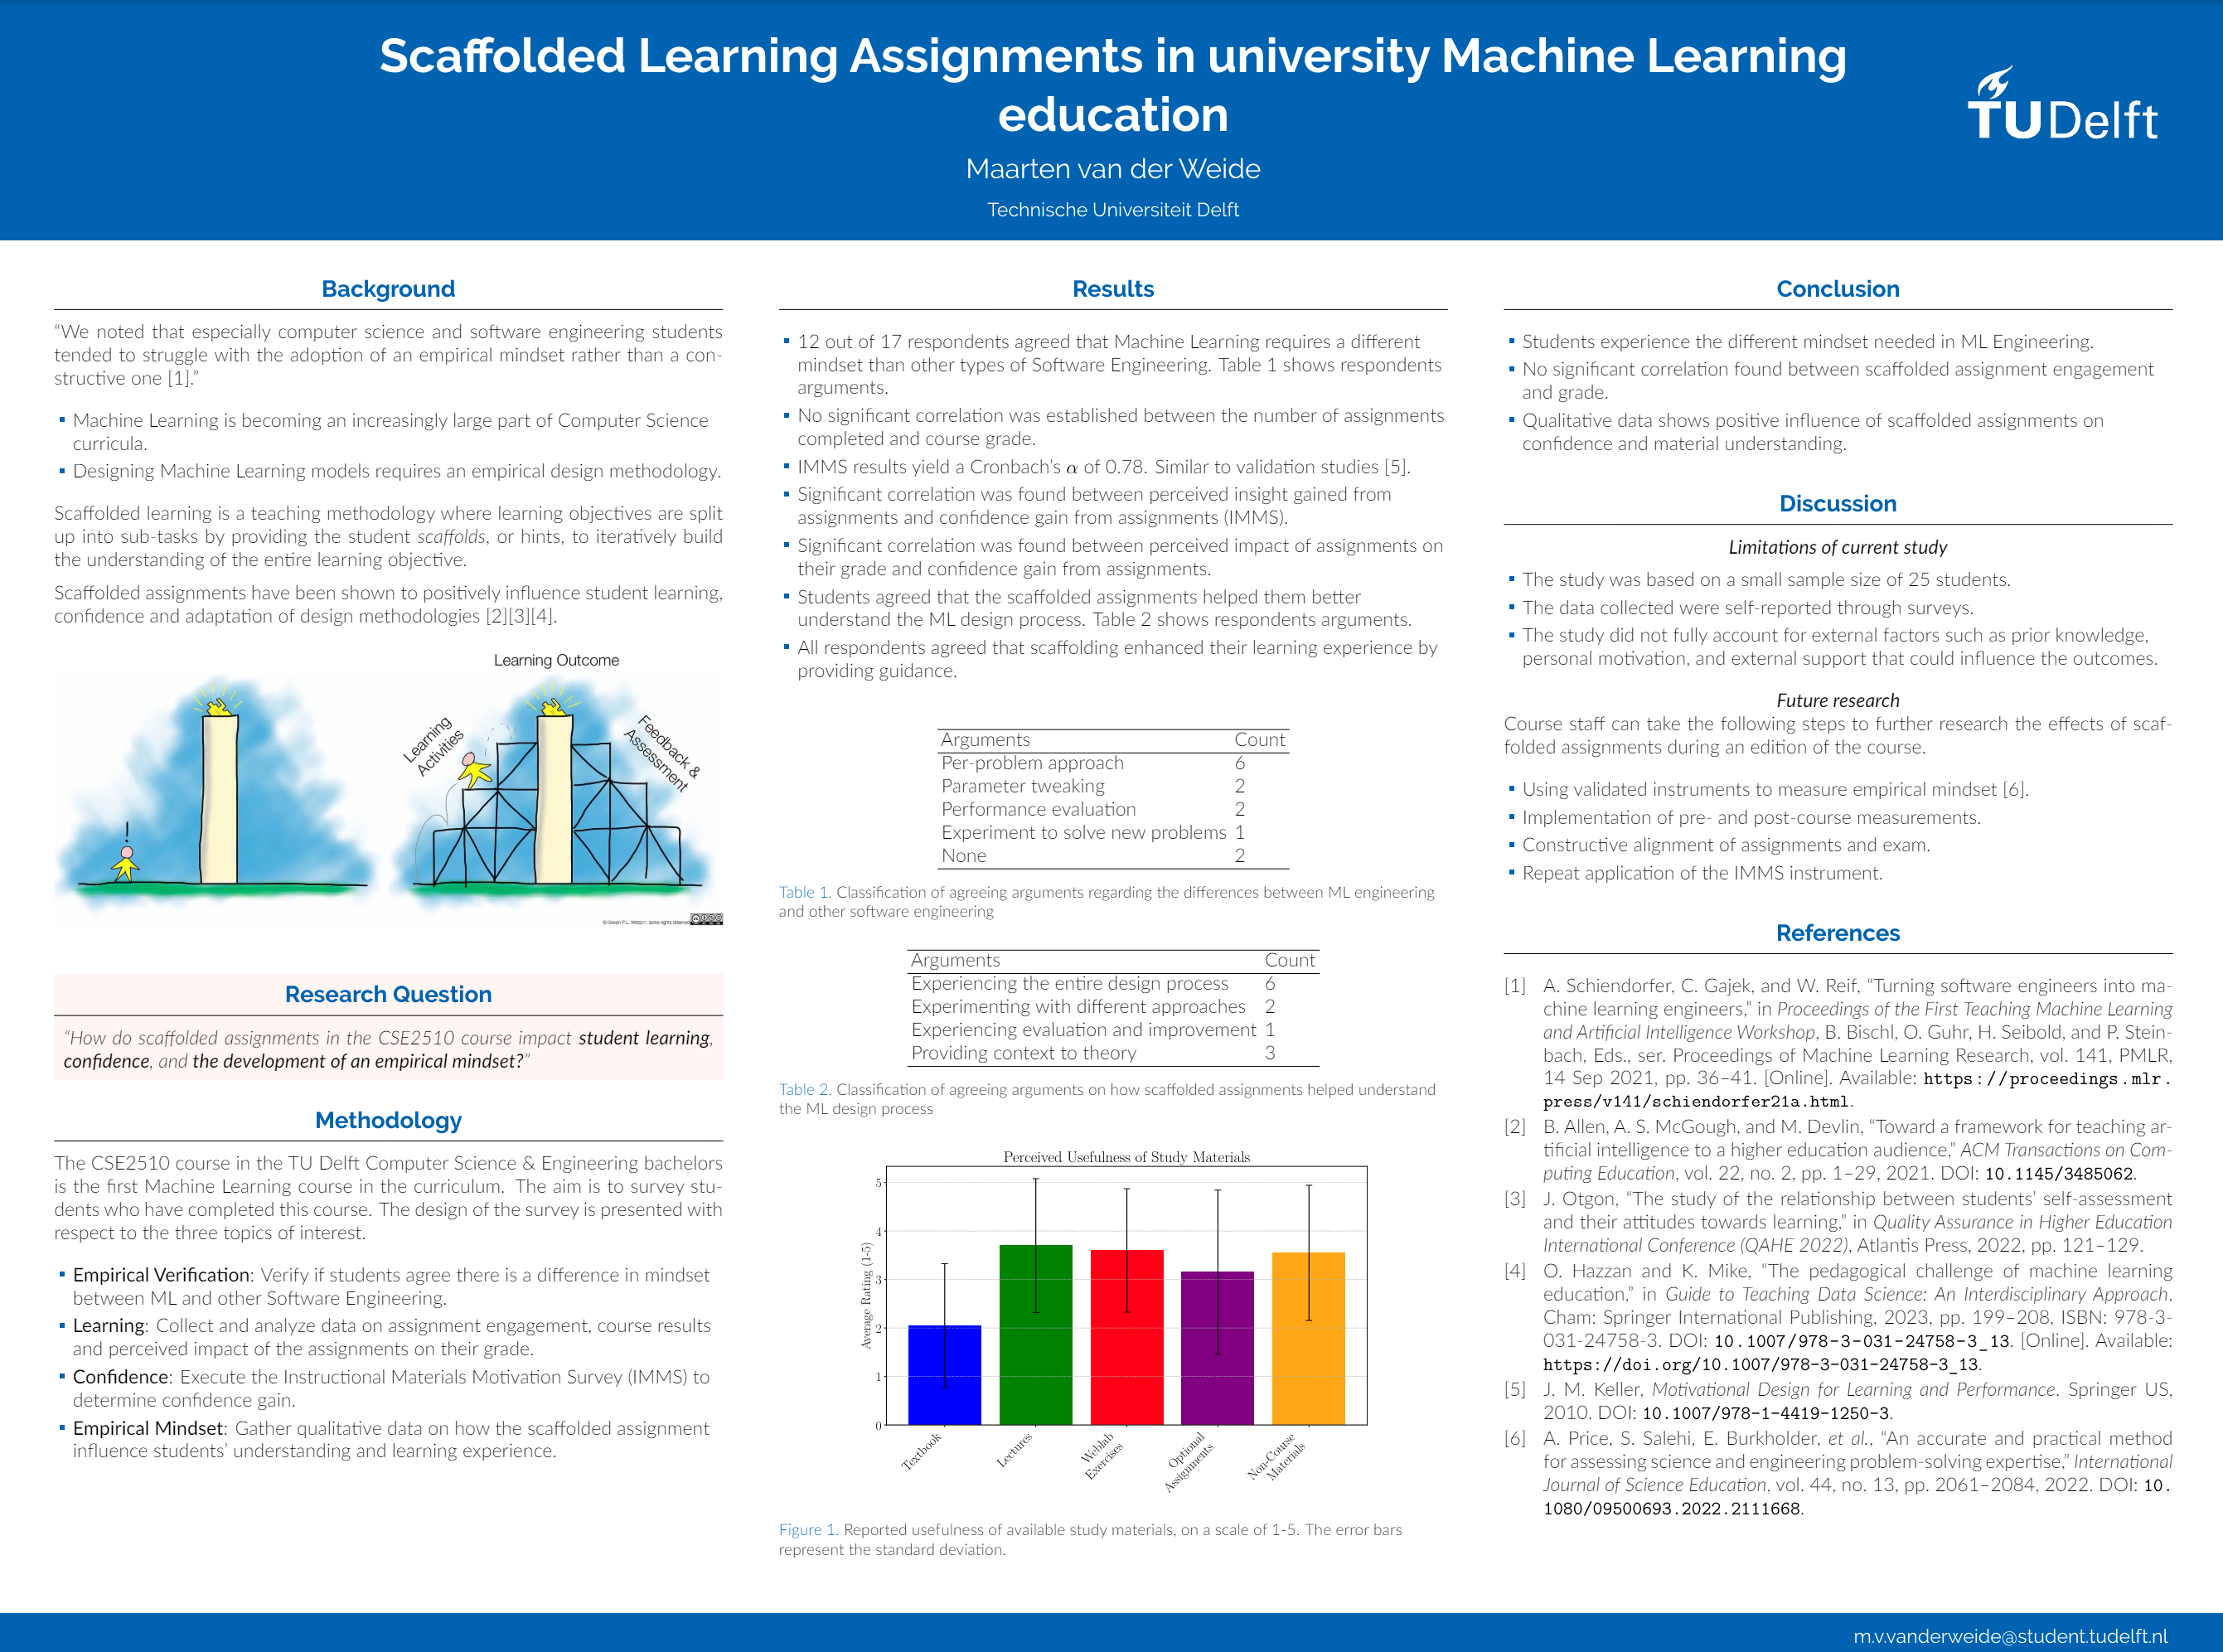 Scaffolded Learning Assignments in university Machine Learning
education
Maarten van der Weide
Technische Universiteit Delft
TUDelft
Background
“We noted that especially computer science and software engineering students
tended to struggle with the adoption of an empirical mindset rather than a con-
structive one [1].”
▪ Machine Learning is becoming an increasingly large part of Computer Science
curricula.
▪ Designing Machine Learning models requires an empirical design methodology.
Scaffolded learning is a teaching methodology where learning objectives are split
up into sub-tasks by providing the student scaffolds, or hints, to iteratively build
the understanding of the entire learning objective.
Scaffolded assignments have been shown to positively influence student learning,
confidence and adaptation of design methodologies [2][3][4].
Learning Outcome
Learning
Activities
Feedback &
Assessment
!
© Gavan P.L. Watson, some rights reserved
Research Question
“How do scaffolded assignments in the CSE2510 course impact student learning,
confidence, and the development of an empirical mindset?”
Methodology
The CSE2510 course in the TU Delft Computer Science & Engineering bachelors
is the first Machine Learning course in the curriculum. The aim is to survey stu-
dents who have completed this course. The design of the survey is presented with
respect to the three topics of interest.
▪ Empirical Verification: Verify if students agree there is a difference in mindset
between ML and other Software Engineering.
▪ Learning: Collect and analyze data on assignment engagement, course results
and perceived impact of the assignments on their grade.
▪ Confidence: Execute the Instructional Materials Motivation Survey (IMMS) to
determine confidence gain.
▪ Empirical Mindset: Gather qualitative data on how the scaffolded assignment
influence students’ understanding and learning experience.
Results
▪ 12 out of 17 respondents agreed that Machine Learning requires a different
mindset than other types of Software Engineering. Table 1 shows respondents
arguments.
▪ No significant correlation was established between the number of assignments
completed and course grade.
▪ IMMS results yield a Cronbach’s α of 0.78. Similar to validation studies [5].
▪ Significant correlation was found between perceived insight gained from
assignments and confidence gain from assignments (IMMS).
▪ Significant correlation was found between perceived impact of assignments on
their grade and confidence gain from assignments.
▪ Students agreed that the scaffolded assignments helped them better
understand the ML design process. Table 2 shows respondents arguments.
▪ All respondents agreed that scaffolding enhanced their learning experience by
providing guidance.
Arguments Count
Per-problem approach 6
Parameter tweaking 2
Performance evaluation 2
Experiment to solve new problems 1
None 2
Table 1. Classification of agreeing arguments regarding the differences between ML engineering
and other software engineering
Arguments Count
Experiencing the entire design process 6
Experimenting with different approaches 2
Experiencing evaluation and improvement 1
Providing context to theory 3
Table 2. Classification of agreeing arguments on how scaffolded assignments helped understand
the ML design process
Perceived Usefulness of Study Materials
Average Rating (1-5)
5
4
3
2
1
0
Textbook
Lectures
Weblab
Exercises
Optional
Assignments
Non-Course
Materials
Figure 1. Reported usefulness of available study materials, on a scale of 1-5. The error bars
represent the standard deviation.
Conclusion
▪ Students experience the different mindset needed in ML Engineering.
▪ No significant correlation found between scaffolded assignment engagement
and grade.
▪ Qualitative data shows positive influence of scaffolded assignments on
confidence and material understanding.
Discussion
Limitations of current study
▪ The study was based on a small sample size of 25 students.
▪ The data collected were self-reported through surveys.
▪ The study did not fully account for external factors such as prior knowledge,
personal motivation, and external support that could influence the outcomes.
Future research
Course staff can take the following steps to further research the effects of scaf-
folded assignments during an edition of the course.
▪ Using validated instruments to measure empirical mindset [6].
▪ Implementation of pre- and post-course measurements.
▪ Constructive alignment of assignments and exam.
▪ Repeat application of the IMMS instrument.
References
[1] A. Schiendorfer, C. Gajek, and W. Reif, “Turning software engineers into ma-
chine learning engineers,” in Proceedings of the First Teaching Machine Learning
and Artificial Intelligence Workshop, B. Bischl, O. Guhr, H. Seibold, and P. Stein-
bach, Eds., ser. Proceedings of Machine Learning Research, vol. 141, PMLR,
14 Sep 2021, pp. 36–41. [Online]. Available: https://proceedings.mlr.
press/v141/schiendorfer21a.html.
[2] B. Allen, A. S. McGough, and M. Devlin, “Toward a framework for teaching ar-
tificial intelligence to a higher education audience,” ACM Transactions on Com-
puting Education, vol. 22, no. 2, pp. 1–29, 2021. DOI: 10.1145/3485062.
[3] J. Otgon, “The study of the relationship between students’ self-assessment
and their attitudes towards learning,” in Quality Assurance in Higher Education
International Conference (QAHE 2022), Atlantis Press, 2022, pp. 121–129.
[4] O. Hazzan and K. Mike, “The pedagogical challenge of machine learning
education,” in Guide to Teaching Data Science: An Interdisciplinary Approach.
Cham: Springer International Publishing, 2023, pp. 199–208, ISBN: 978-3-
031-24758-3. DOI: 10.1007/978-3-031-24758-3_13. [Online]. Available:
https://doi.org/10.1007/978-3-031-24758-3_13.
[5] J. M. Keller, Motivational Design for Learning and Performance. Springer US,
2010. DOI: 10.1007/978-1-4419-1250-3.
[6] A. Price, S. Salehi, E. Burkholder, et al., “An accurate and practical method
for assessing science and engineering problem-solving expertise,” International
Journal of Science Education, vol. 44, no. 13, pp. 2061–2084, 2022. DOI: 10.
1080/09500693.2022.2111668.
m.v.vanderweide@student.tudelft.nl